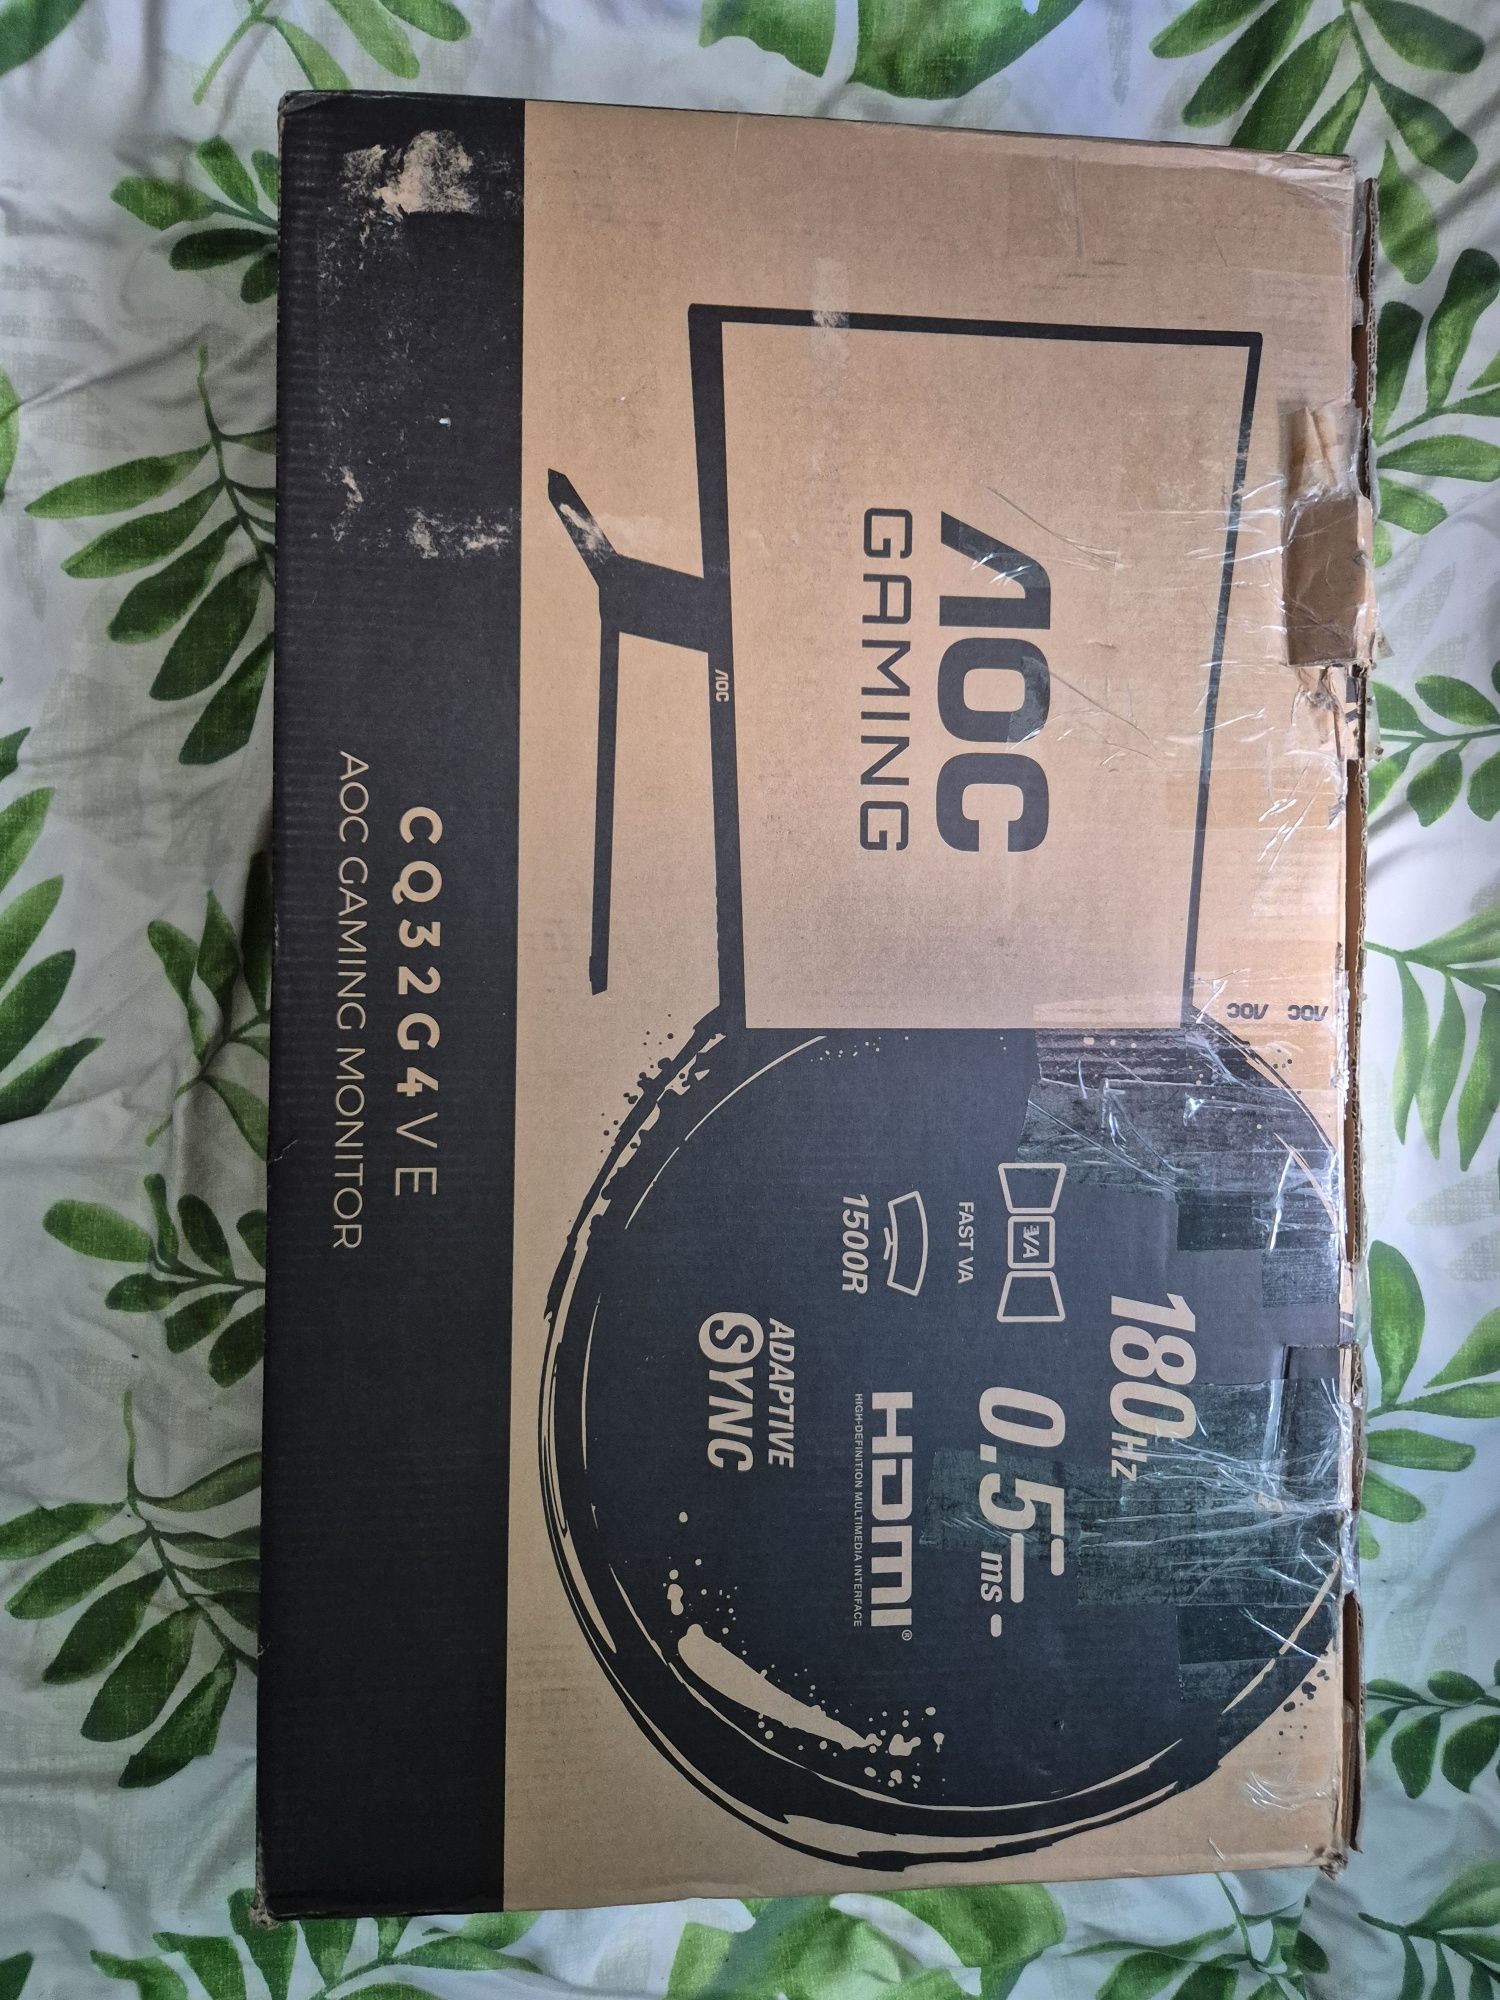 AOC
GAMING
AOC
AOC AOC
180Hz
FAST VA
0.5ms
1500R
HDMI®
HIGH-DEFINITION MULTIMEDIA INTERFACE
ADAPTIVE
SYNC
CQ32G4VE
AOC GAMING MONITOR